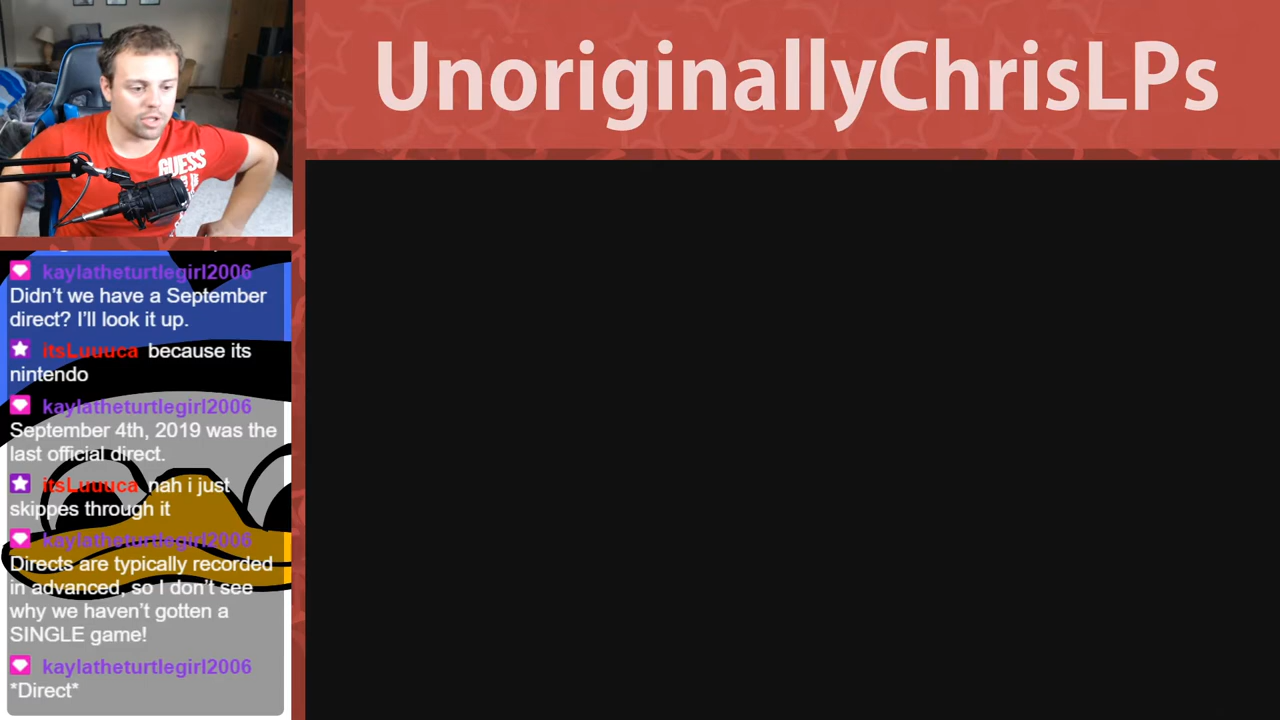 UnoriginallyChrisLPs
GUESS
kaylatheturtlegirl2006
Didn't we have a September
direct? I'll look it up.
itsLuuuca because its
nintendo
kaylatheturtlegirl2006
September 4th, 2019 was the
last official direct.
itsLuuuca nah i just
skippes through it
kaylatheturtlegirl2006
Directs are typically recorded
in advanced, so I don't see
why we haven't gotten a
SINGLE game!
kaylatheturtlegirl2006
*Direct*